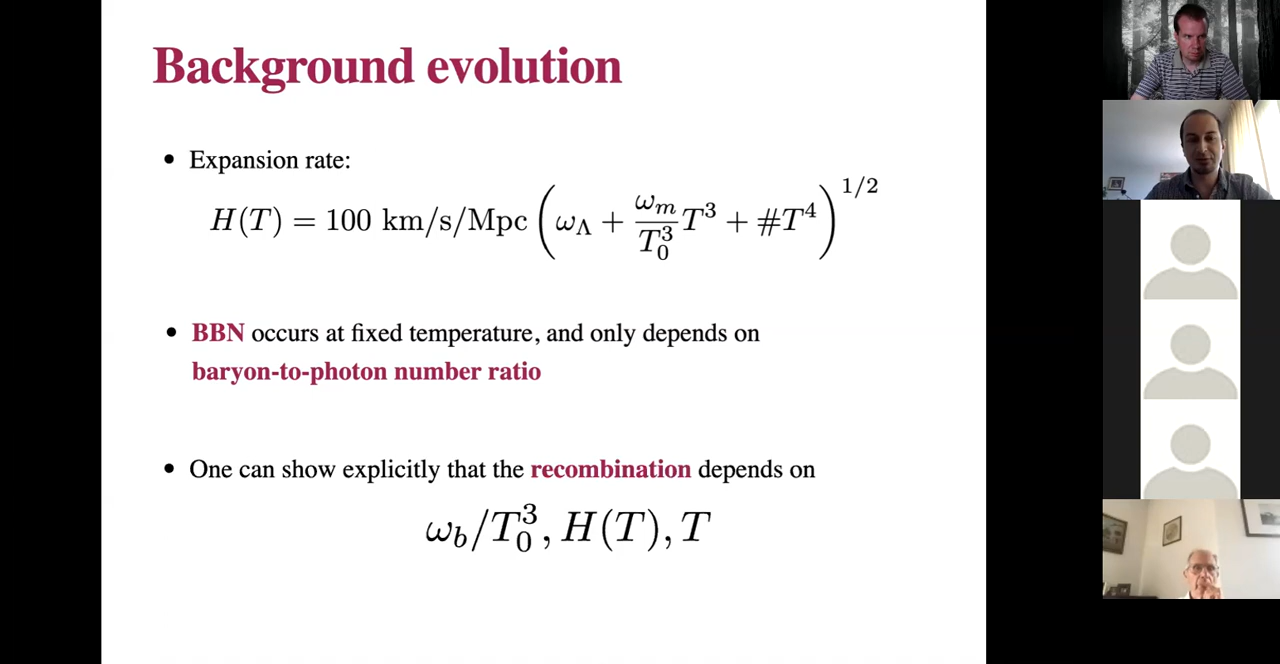 Background evolution
• Expansion rate:
H(T) = 100 km/s/Mpc (ω_Λ + ω_m/T_0^3 T^3 + #T^4)^{1/2}
• BBN occurs at fixed temperature, and only depends on
baryon-to-photon number ratio
• One can show explicitly that the recombination depends on
ω_b/T_0^3, H(T), T